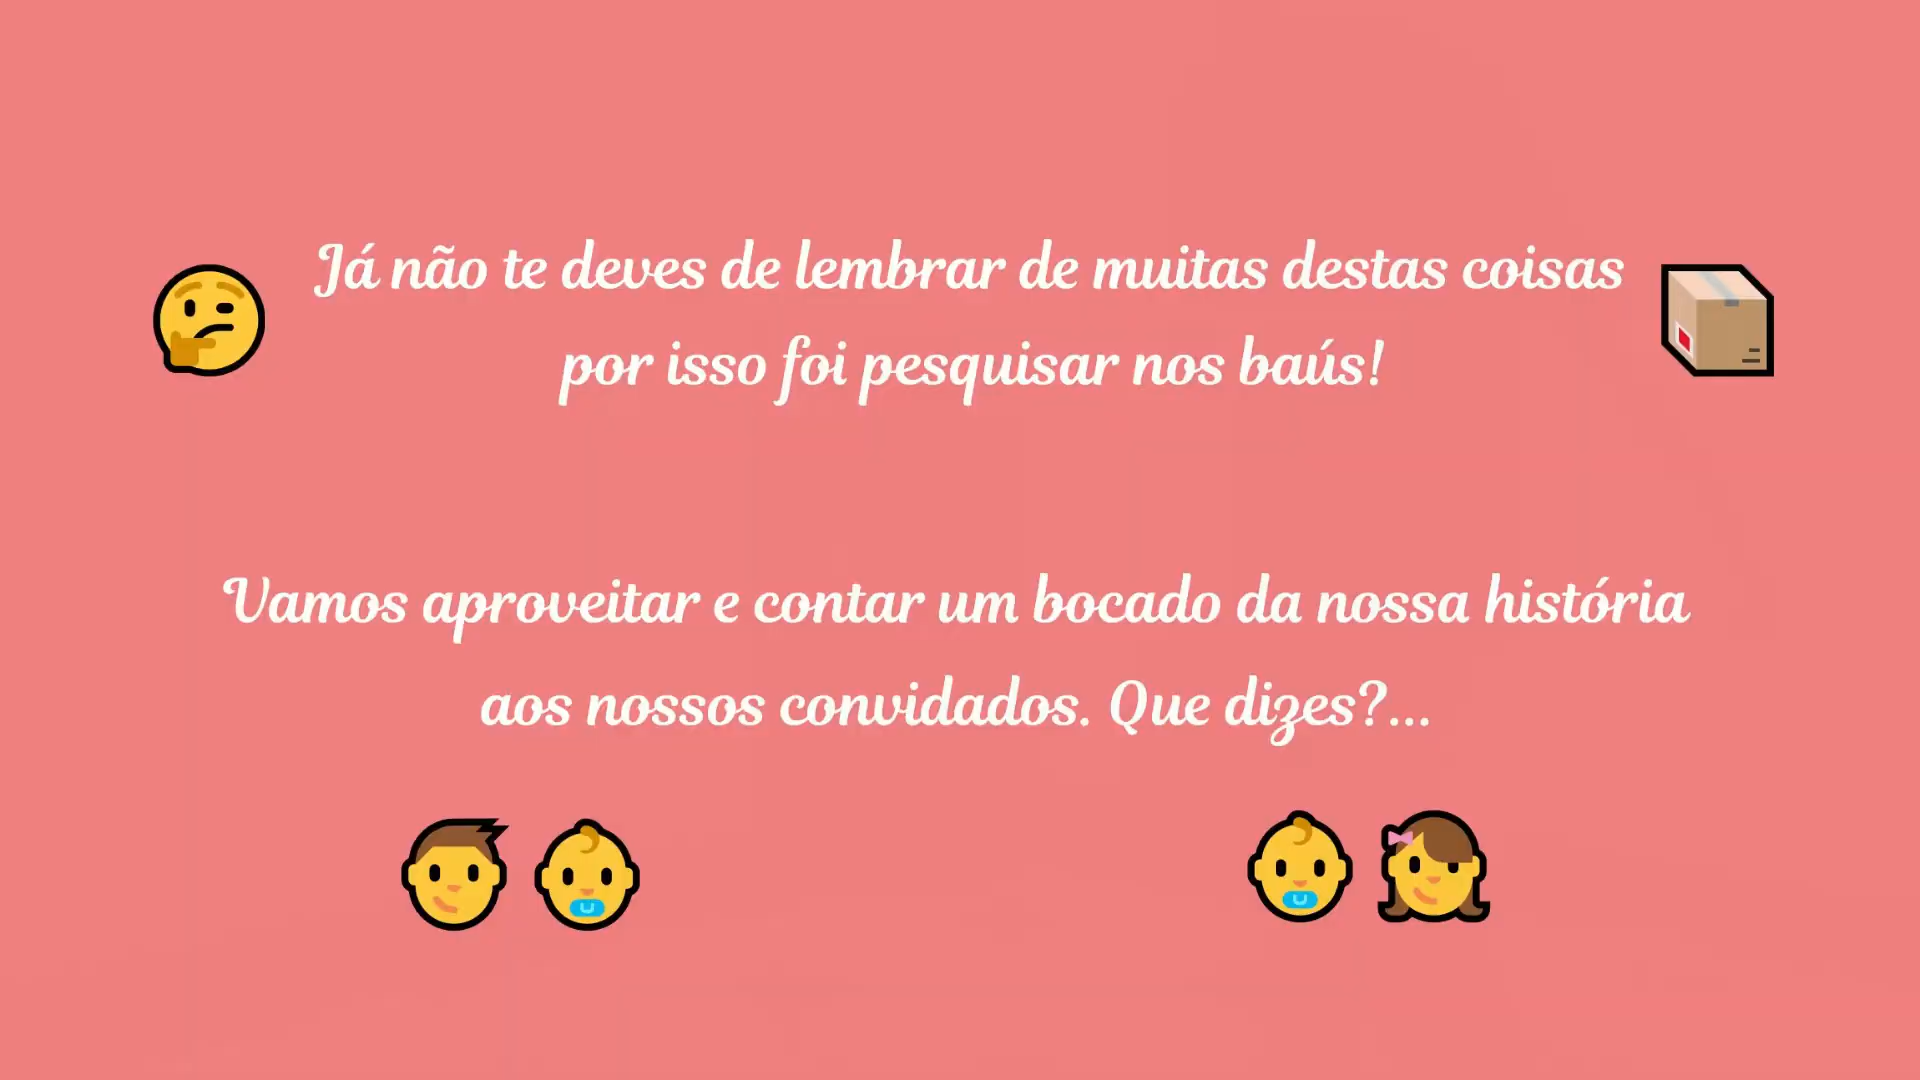 Já não te deves de lembrar de muitas destas coisas
por isso foi pesquisar nos baús!
Vamos aproveitar e contar um bocado da nossa história
aos nossos convidados. Que dizes?...